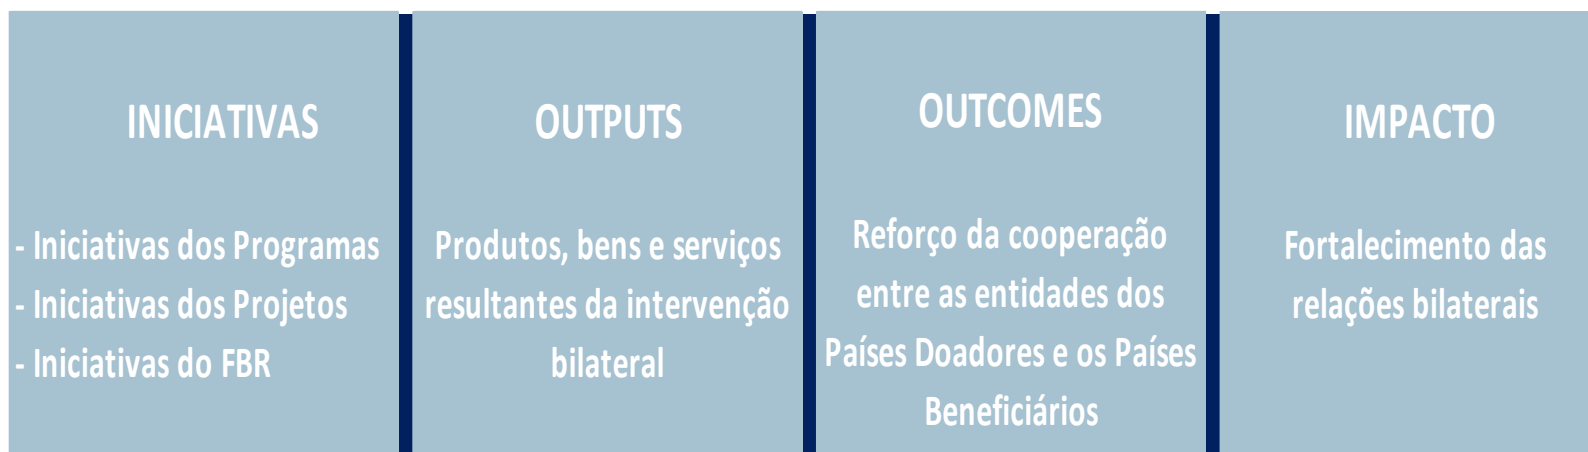 INICIATIVAS
- Iniciativas dos Programas
- Iniciativas dos Projetos
- Iniciativas do FBR
OUTPUTS
Produtos, bens e serviços
resultantes da intervenção
bilateral
OUTCOMES
Reforço da cooperação
entre as entidades dos
Países Doadores e os Países
Beneficiários
IMPACTO
Fortalecimento das
relações bilaterais